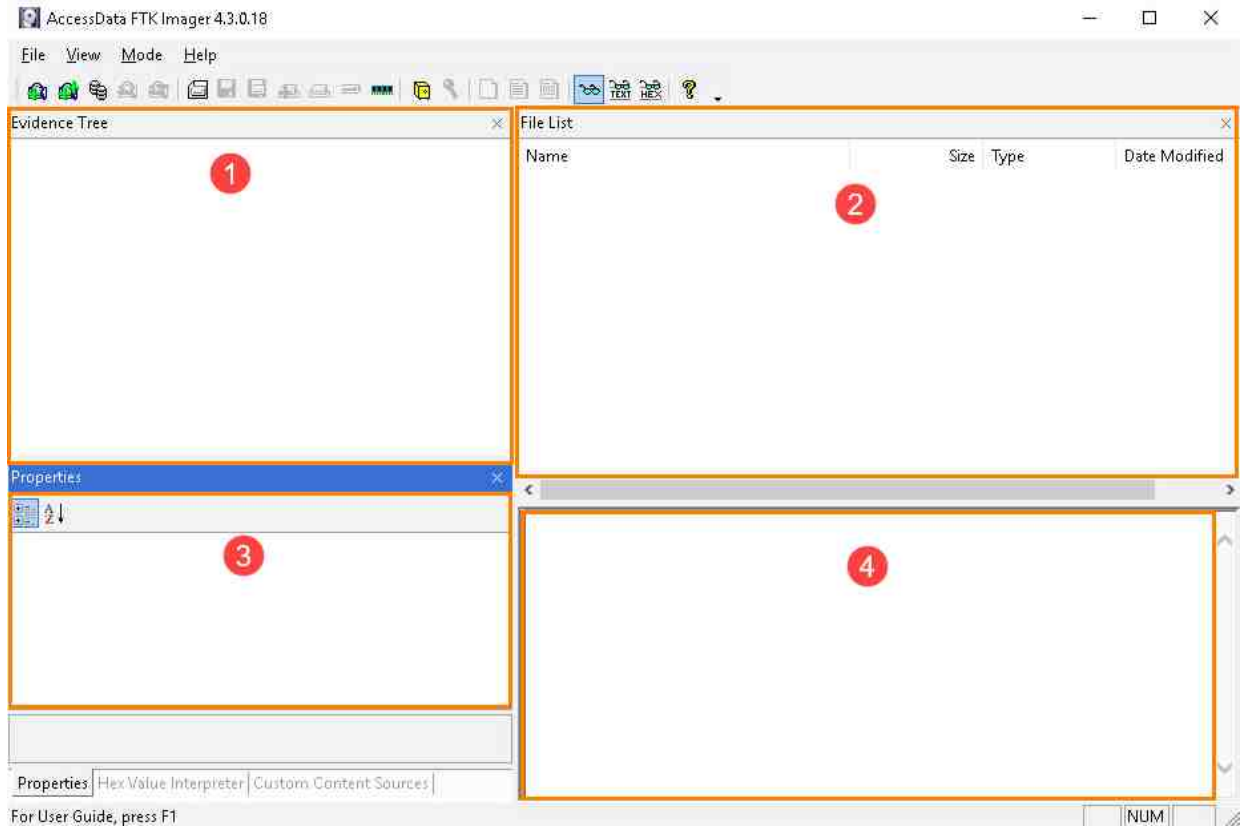 AccessData FTK Imager 4.3.0.18
File View Mode Help
TEXT HEX ?
Evidence Tree
File List
Name Size Type Date Modified
1
2
Properties
A
Z
3
4
Properties Hex Value Interpreter Custom Content Sources
For User Guide, press F1
NUM